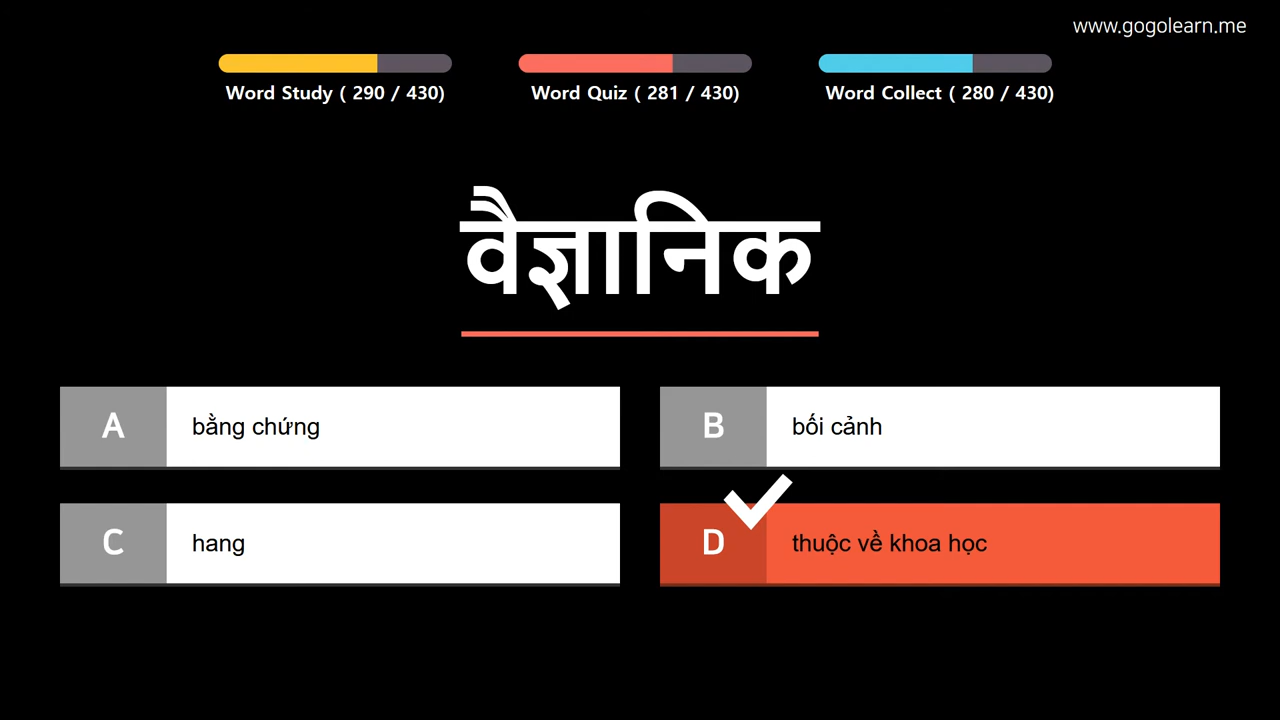 www.gogolearn.me
Word Study ( 290 / 430)
Word Quiz ( 281 / 430)
Word Collect ( 280 / 430)
वैज्ञानिक
A bằng chứng
B bối cảnh
C hang
D thuộc về khoa học